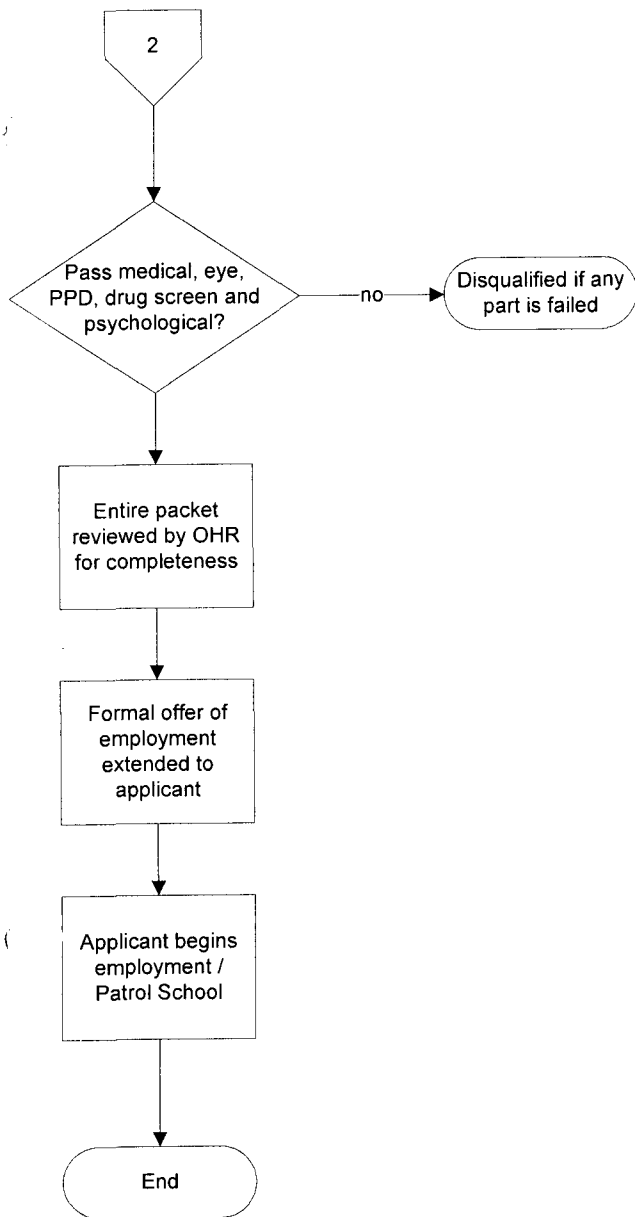 2
Pass medical, eye,
PPD, drug screen and
psychological?
no
Disqualified if any
part is failed
Entire packet
reviewed by OHR
for completeness
Formal offer of
employment
extended to
applicant
Applicant begins
employment /
Patrol School
End